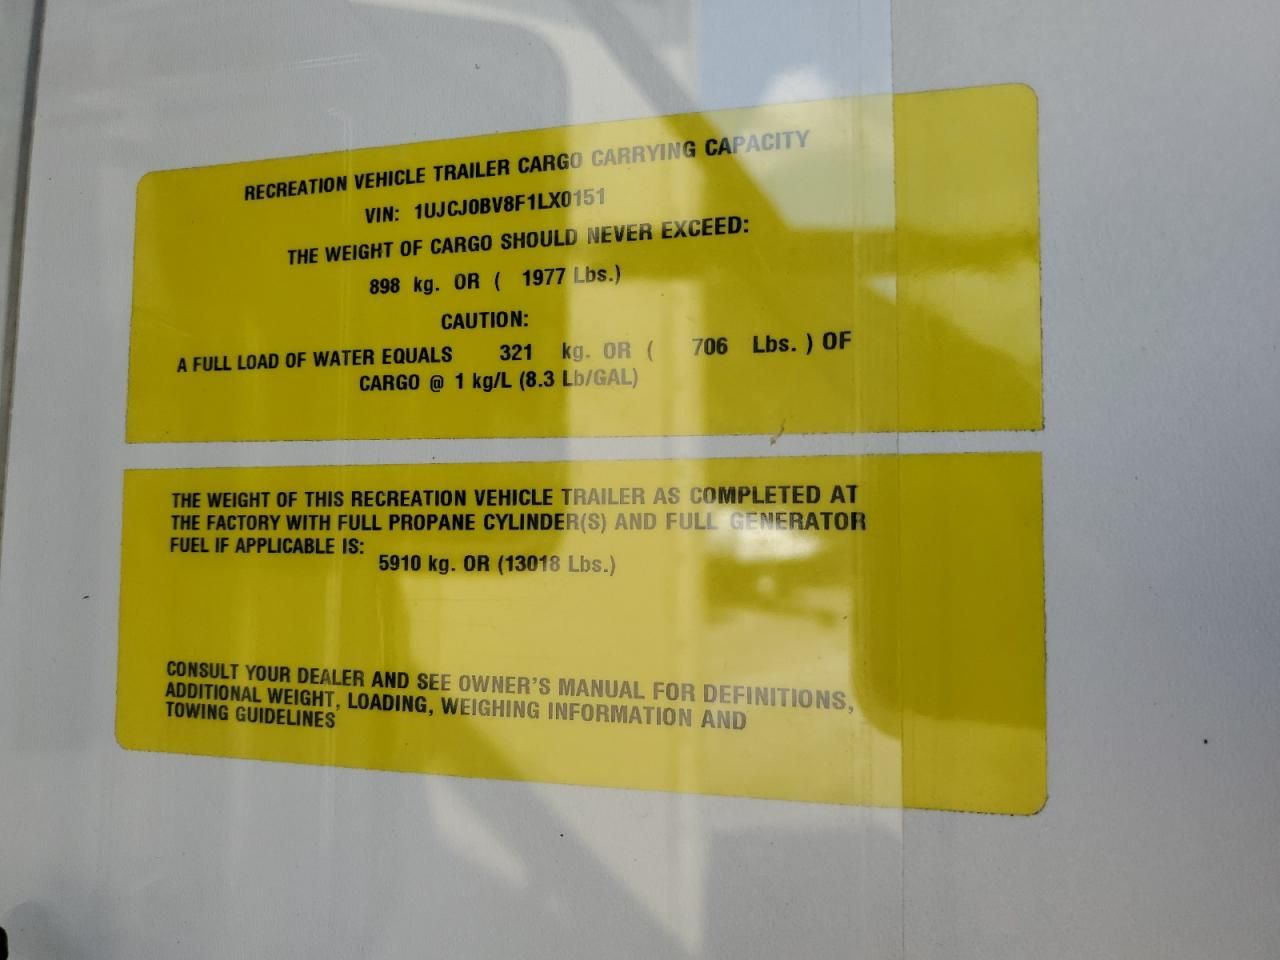 RECREATION VEHICLE TRAILER CARGO CARRYING CAPACITY
VIN: 1UJCJ0BV8F1LX0151
THE WEIGHT OF CARGO SHOULD NEVER EXCEED:
898 kg. OR ( 1977 Lbs.)
CAUTION:
A FULL LOAD OF WATER EQUALS 321 kg. OR ( 706 Lbs. ) OF
CARGO @ 1 kg/L (8.3 Lb/GAL)
THE WEIGHT OF THIS RECREATION VEHICLE TRAILER AS COMPLETED AT
THE FACTORY WITH FULL PROPANE CYLINDER(S) AND FULL GENERATOR
FUEL IF APPLICABLE IS:
5910 kg. OR (13018 Lbs.)
CONSULT YOUR DEALER AND SEE OWNER'S MANUAL FOR DEFINITIONS,
ADDITIONAL WEIGHT, LOADING, WEIGHING INFORMATION AND
TOWING GUIDELINES